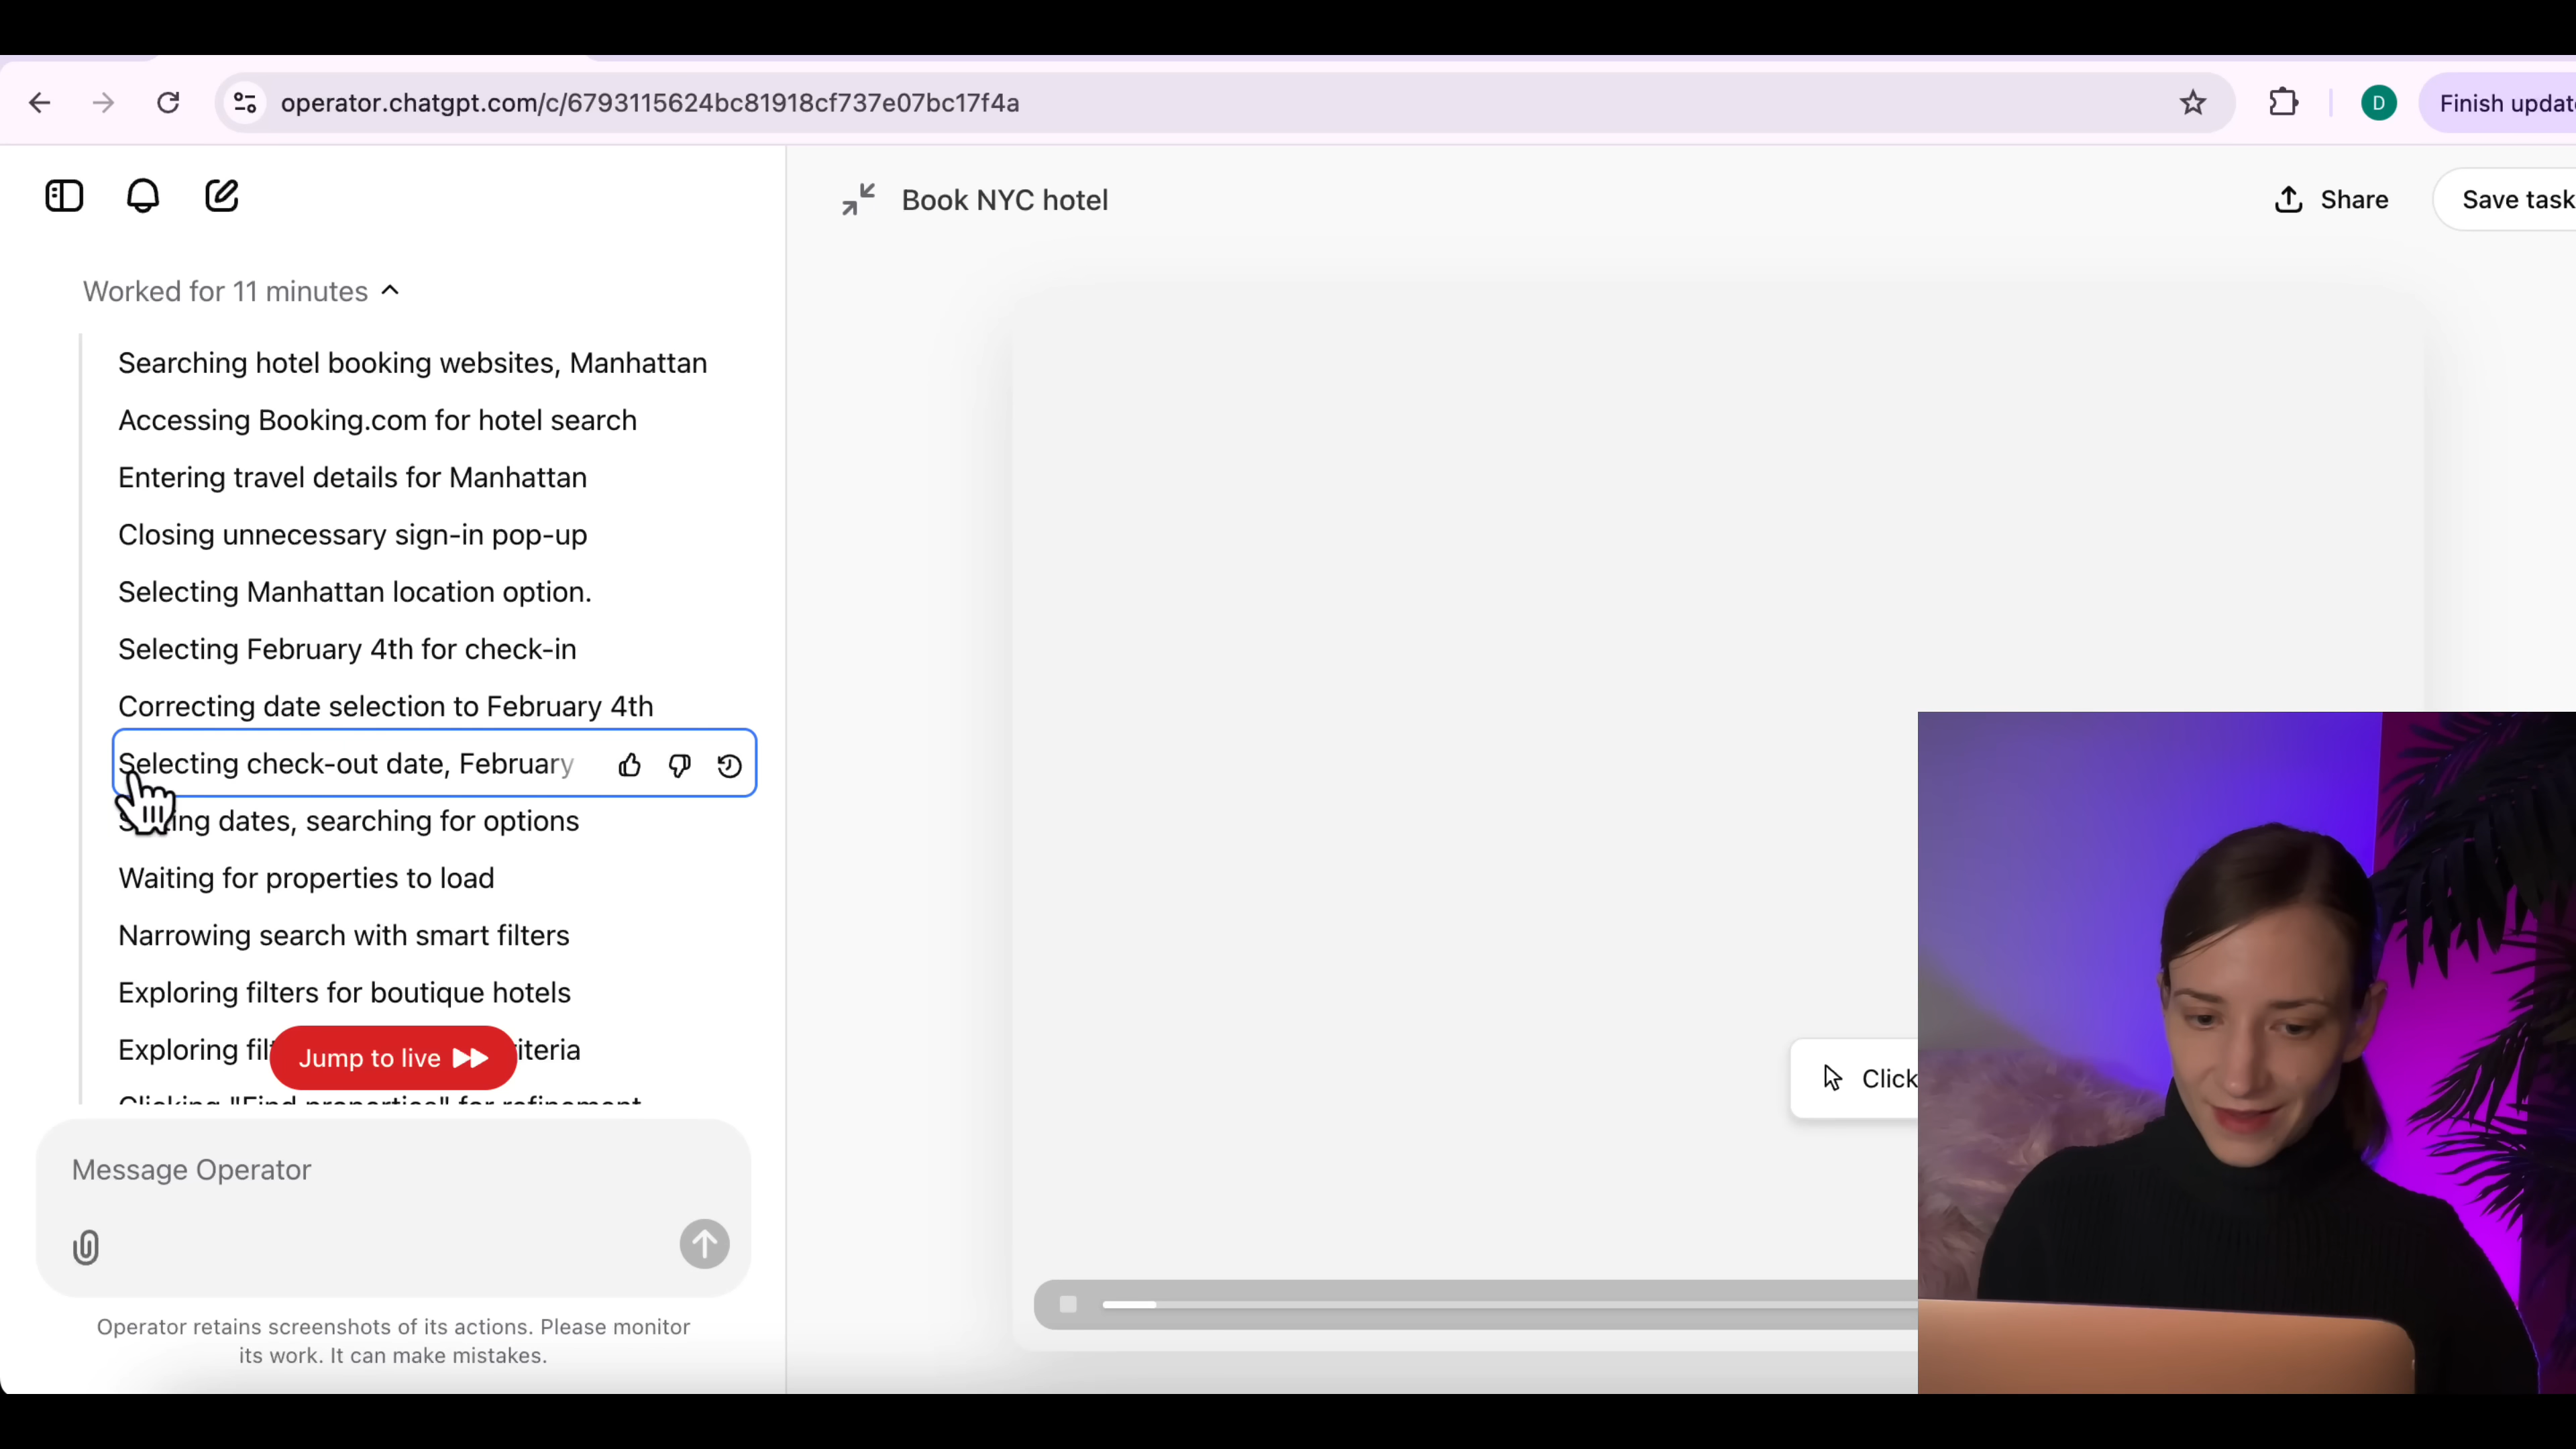 operator.chatgpt.com/c/6793115624bc81918cf737e07bc17f4a
D
Finish
Book NYC hotel
Share
Save task
Worked for 11 minutes
Searching hotel booking websites, Manhattan
Accessing Booking.com for hotel search
Entering travel details for Manhattan
Closing unnecessary sign-in pop-up
Selecting Manhattan location option.
Selecting February 4th for check-in
Correcting date selection to February 4th
Selecting check-out date, February
dates, searching for options
Waiting for properties to load
Narrowing search with smart filters
Exploring filters for boutique hotels
Exploring
Jump to live
Clicking "Find properties" for refinement
Click
Message Operator
Operator retains screenshots of its actions. Please monitor
its work. It can make mistakes.